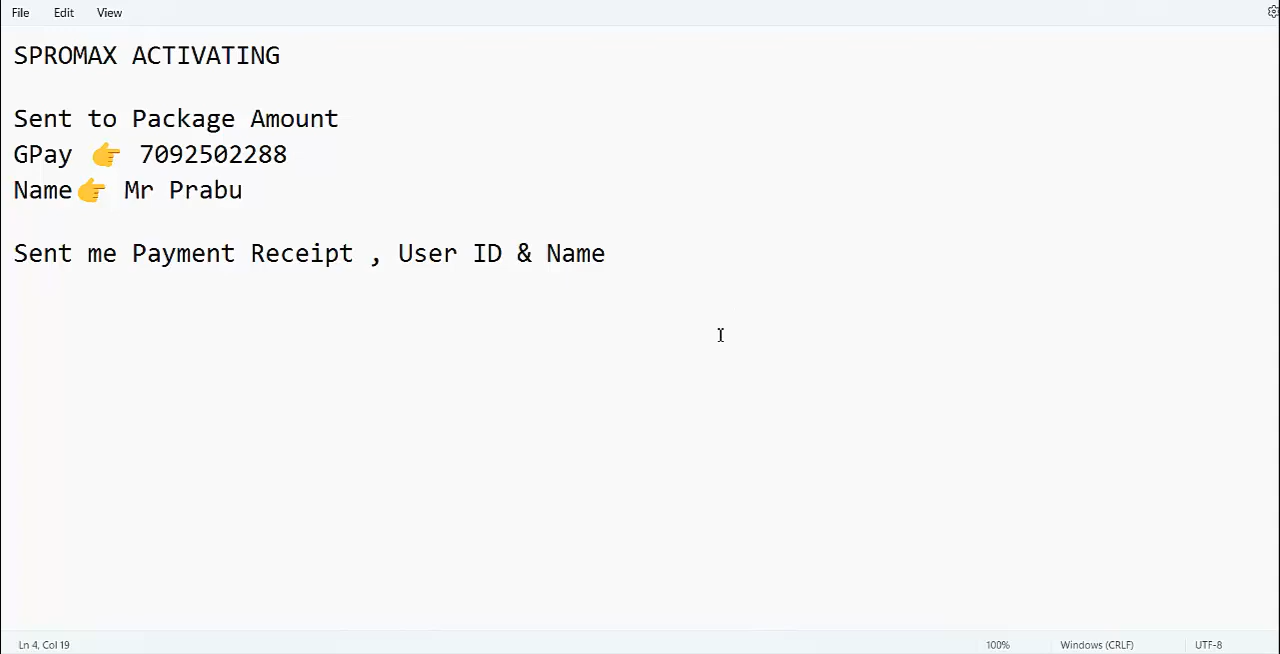 File Edit View
SPROMAX ACTIVATING
Sent to Package Amount
GPay 👉 7092502288
Name👉 Mr Prabu
Sent me Payment Receipt , User ID & Name
Ln 4, Col 19 100% Windows (CRLF) UTF-8